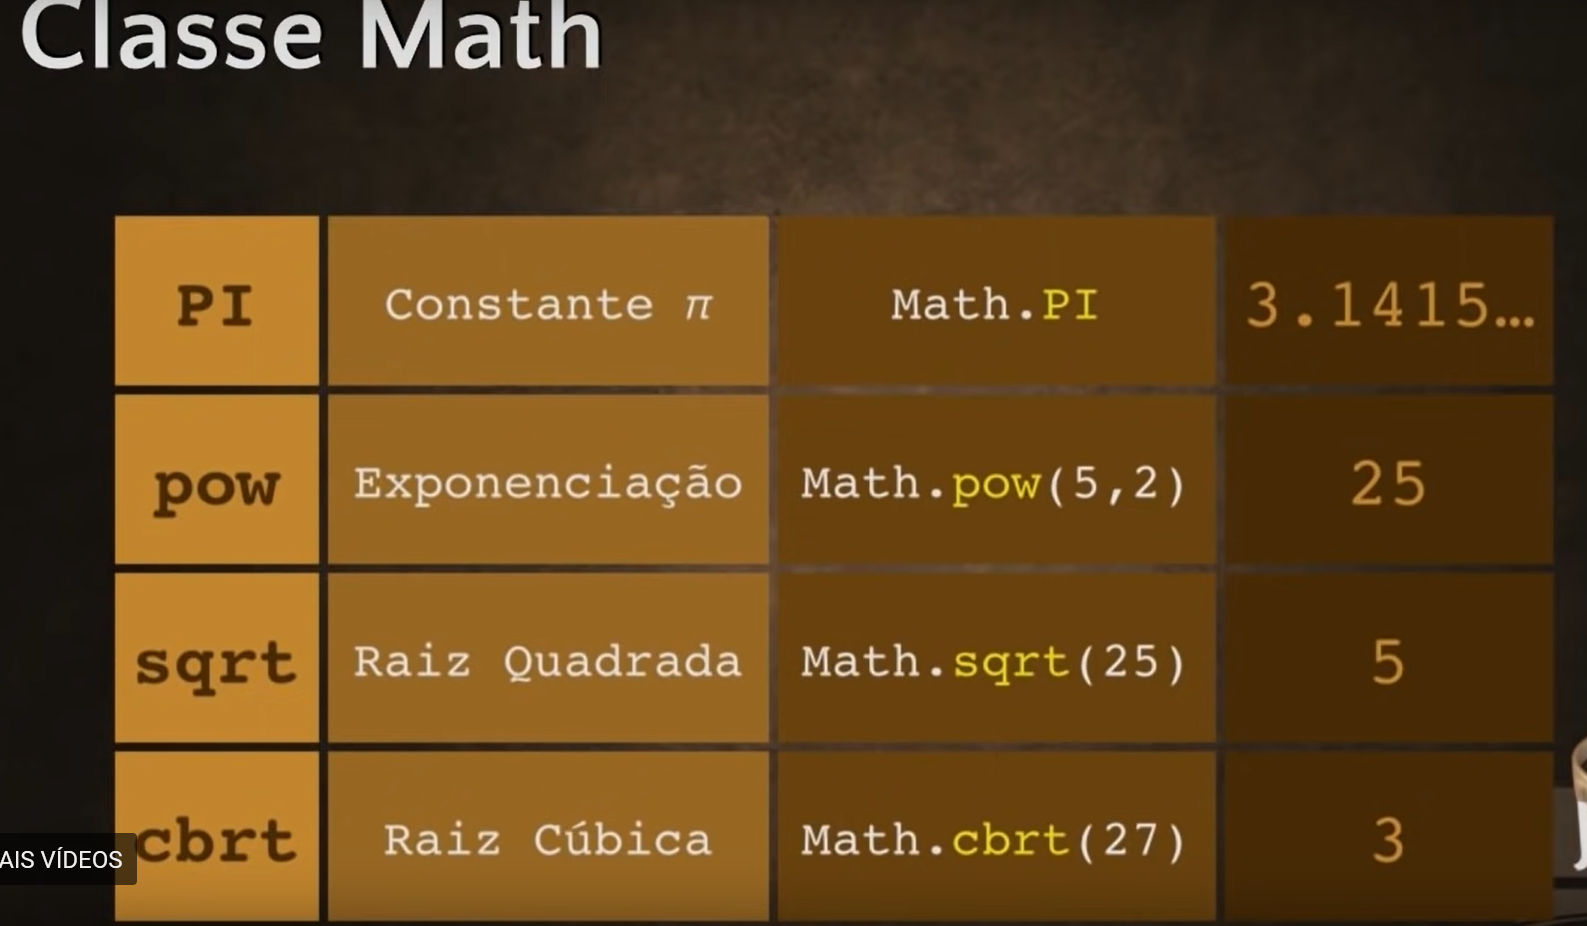 Classe Math
PI Constante π Math.PI 3.1415…
pow Exponenciação Math.pow(5,2) 25
sqrt Raiz Quadrada Math.sqrt(25) 5
cbrt Raiz Cúbica Math.cbrt(27) 3
AIS VÍDEOS